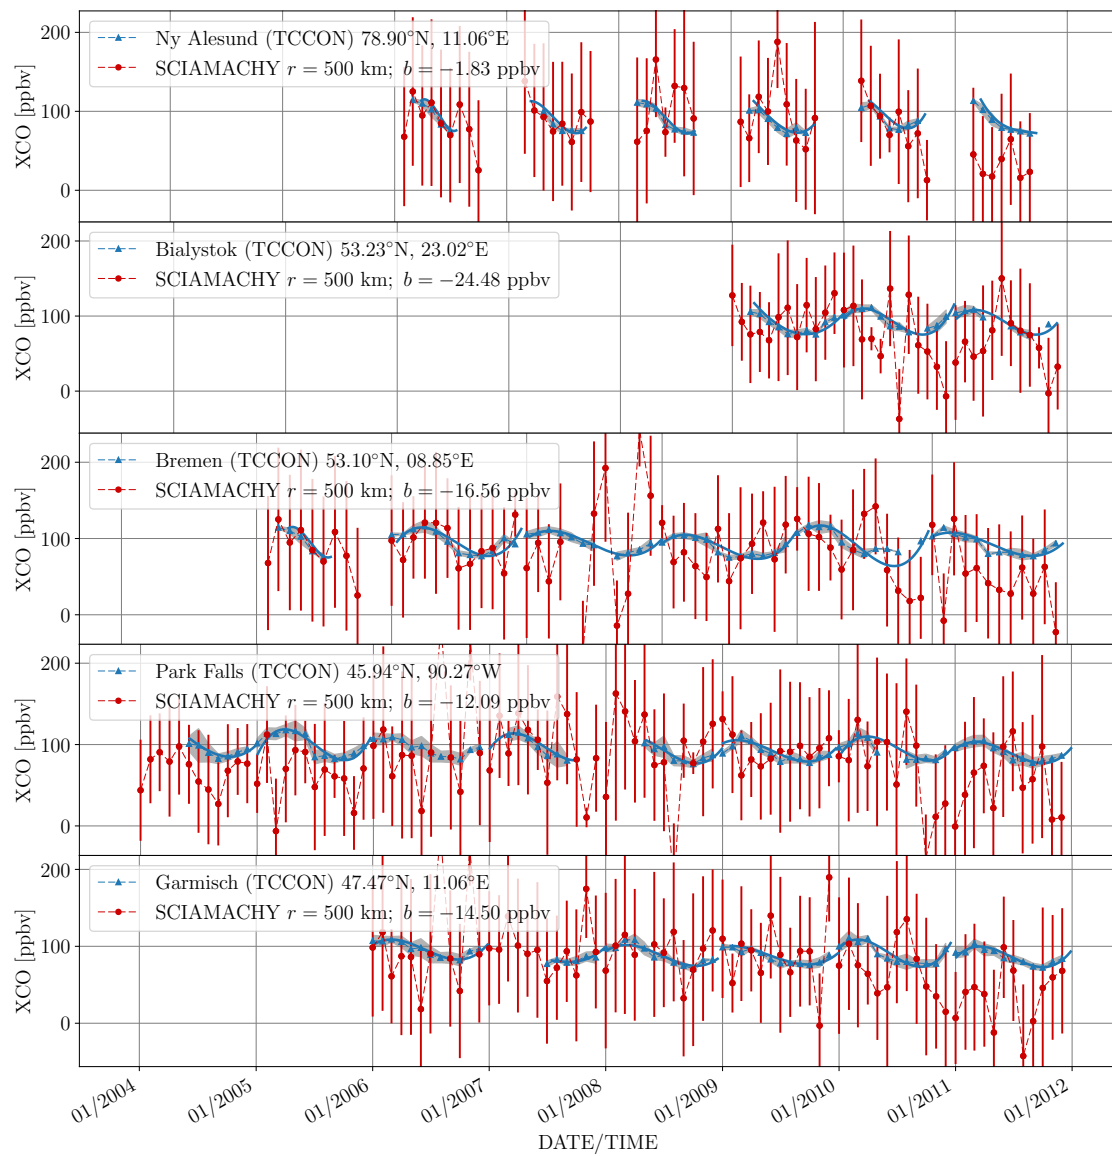 200
100
0
XCO [ppbv]
Ny Alesund (TCCON) 78.90°N, 11.06°E
SCIAMACHY r = 500 km; b = −1.83 ppbv
200
100
0
XCO [ppbv]
Bialystok (TCCON) 53.23°N, 23.02°E
SCIAMACHY r = 500 km; b = −24.48 ppbv
200
100
0
XCO [ppbv]
Bremen (TCCON) 53.10°N, 08.85°E
SCIAMACHY r = 500 km; b = −16.56 ppbv
200
100
0
XCO [ppbv]
Park Falls (TCCON) 45.94°N, 90.27°W
SCIAMACHY r = 500 km; b = −12.09 ppbv
200
100
0
XCO [ppbv]
Garmisch (TCCON) 47.47°N, 11.06°E
SCIAMACHY r = 500 km; b = −14.50 ppbv
01/2004 01/2005 01/2006 01/2007 01/2008 01/2009 01/2010 01/2011 01/2012
DATE/TIME